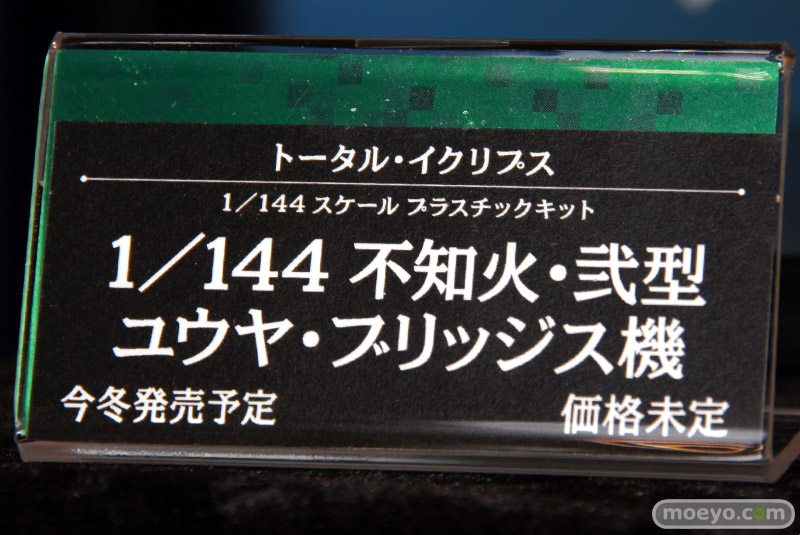 トータル・イクリプス
1／144 スケール プラスチックキット
1／144 不知火・弐型
ユウヤ・ブリッジス機
今冬発売予定 価格未定
moeyo.com